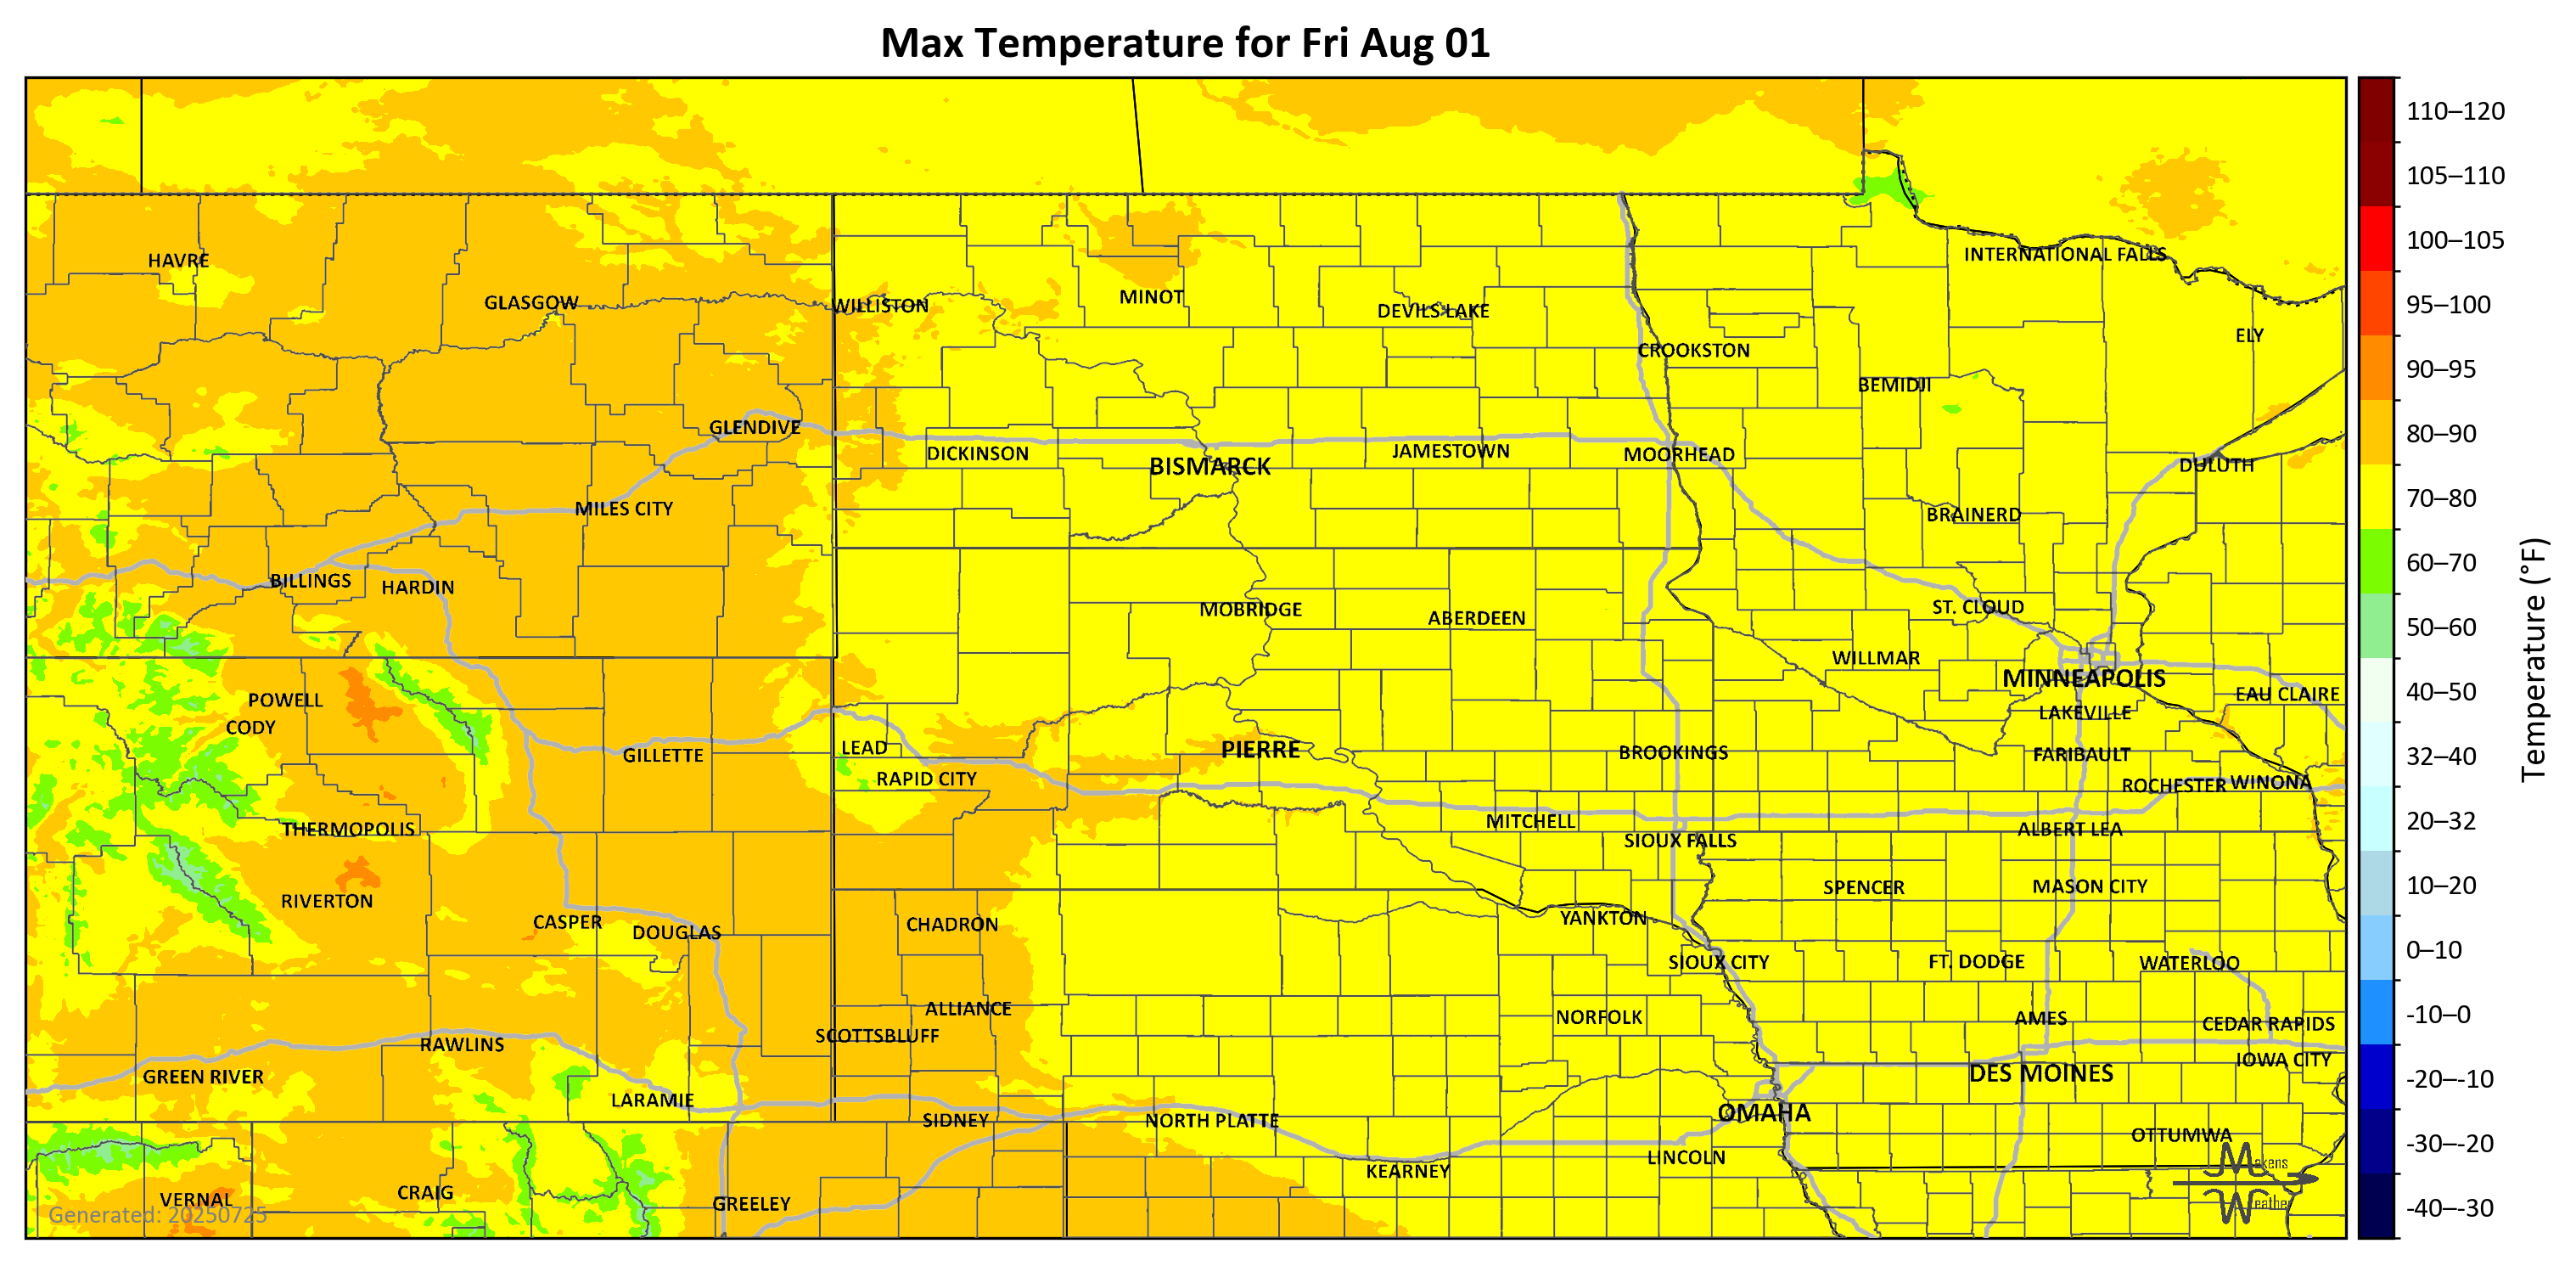 Max Temperature for Fri Aug 01
110–120
105–110
100–105
95–100
90–95
80–90
70–80
60–70
50–60
40–50
32–40
20–32
10–20
0–10
-10–0
-20–-10
-30–-20
-40–-30
Temperature (°F)
HAVRE
INTERNATIONAL FALLS
GLASGOW
WILLISTON
MINOT
DEVILS LAKE
ELY
CROOKSTON
BEMIDJI
GLENDIVE
DICKINSON
BISMARCK
JAMESTOWN
MOORHEAD
DULUTH
MILES CITY
BRAINERD
BILLINGS
HARDIN
MOBRIDGE
ABERDEEN
ST. CLOUD
WILLMAR
MINNEAPOLIS
POWELL
EAU CLAIRE
CODY
LAKEVILLE
GILLETTE
LEAD
PIERRE
BROOKINGS
FARIBAULT
RAPID CITY
ROCHESTER
WINONA
THERMOPOLIS
MITCHELL
ALBERT LEA
SIOUX FALLS
RIVERTON
SPENCER
MASON CITY
CASPER
DOUGLAS
CHADRON
YANKTON
SIOUX CITY
FT. DODGE
WATERLOO
ALLIANCE
NORFOLK
AMES
CEDAR RAPIDS
SCOTTSBLUFF
RAWLINS
IOWA CITY
GREEN RIVER
DES MOINES
LARAMIE
OMAHA
SIDNEY
NORTH PLATTE
OTTUMWA
LINCOLN
KEARNEY
VERNAL
CRAIG
GREELEY
Generated: 20250725
Makens
Weather